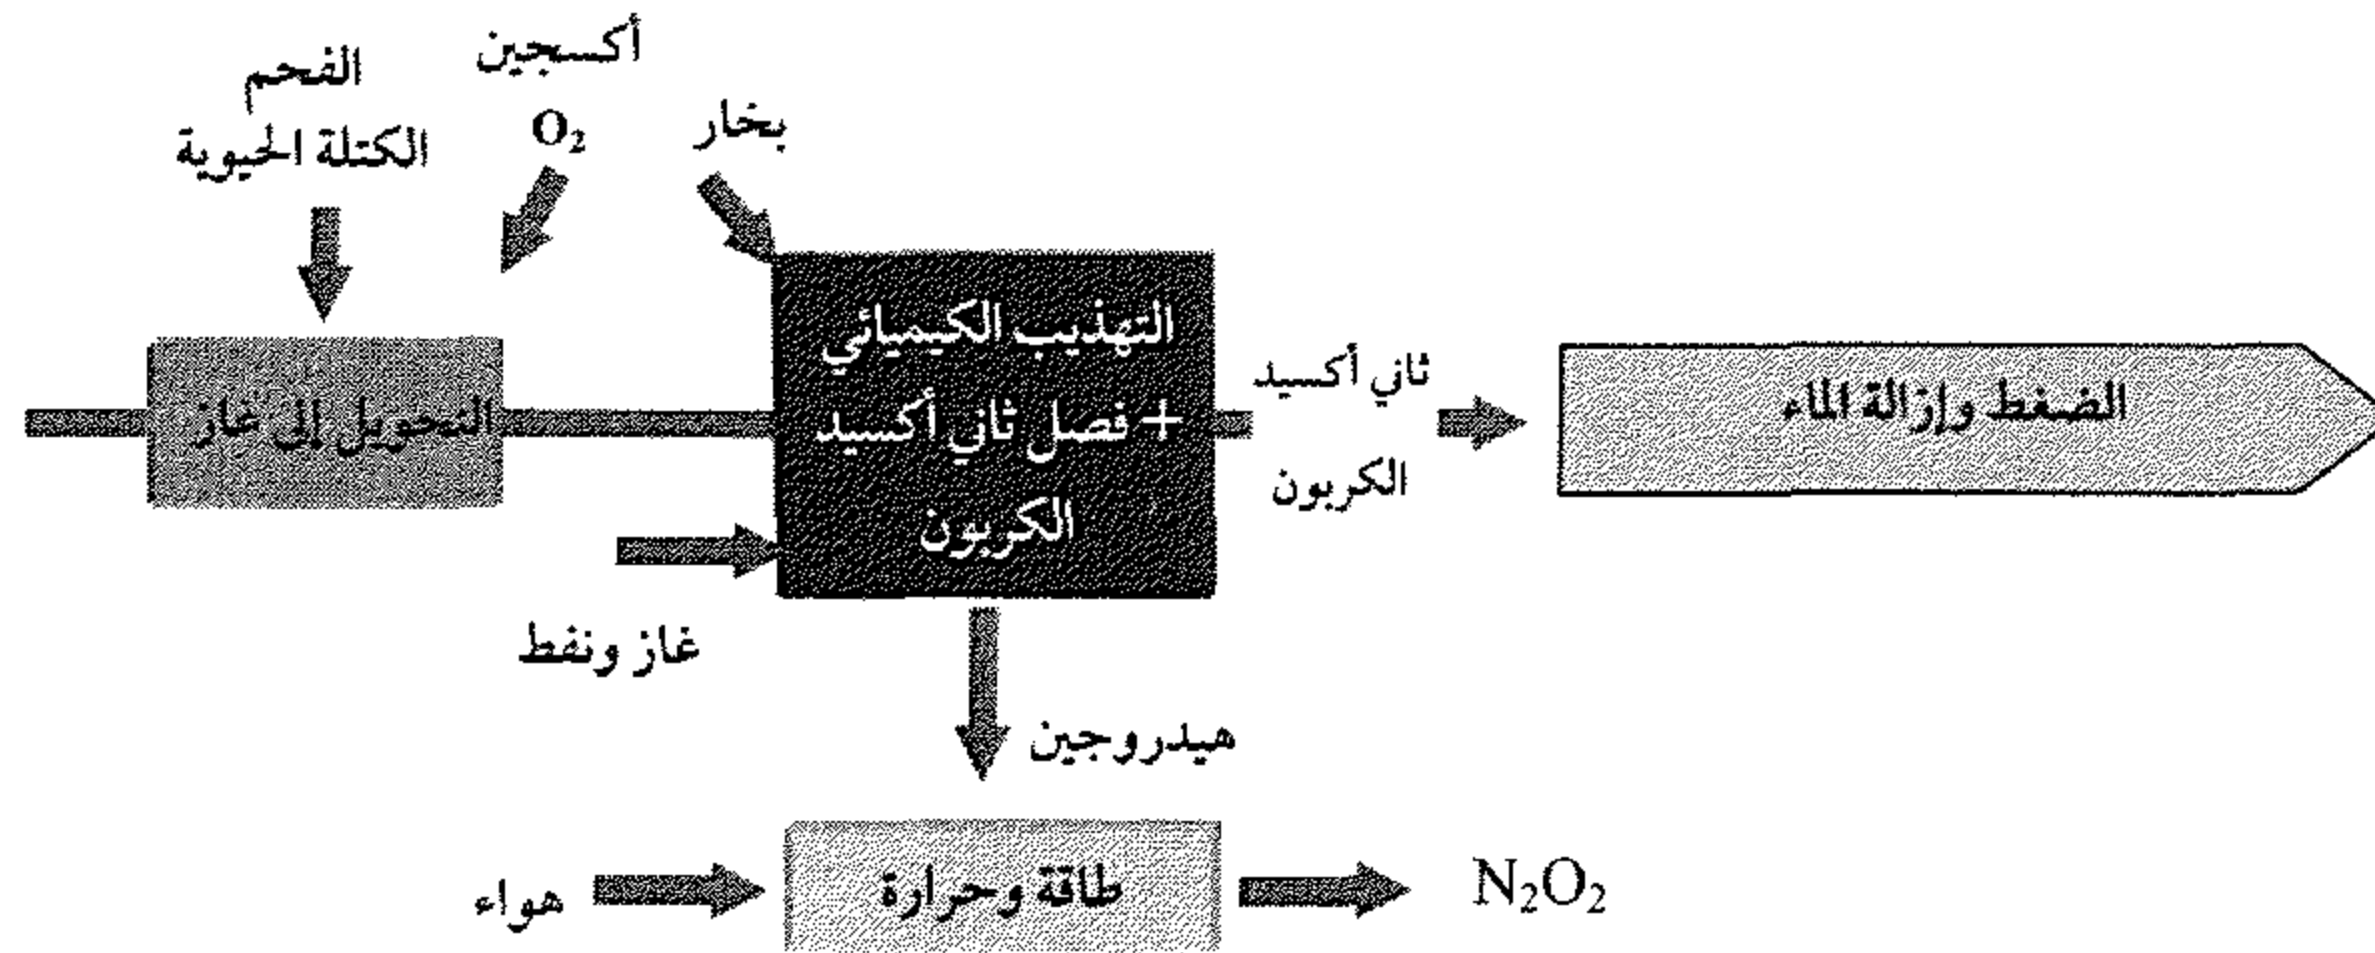 الفحم
الكتلة الحيوية
أكسجين
O₂
بخار
التحويل إلى غاز
التهذيب الكيميائي
+ فصل ثاني أكسيد
الكربون
ثاني أكسيد
الكربون
الضغط وإزالة الماء
غاز ونفط
هيدروجين
هواء
طاقة وحرارة
N₂O₂